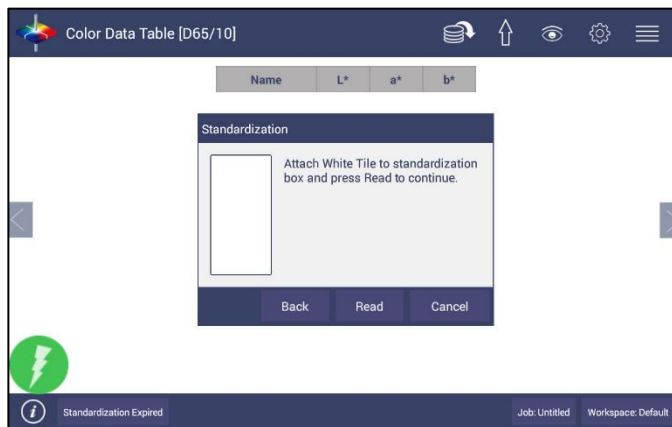 Color Data Table [D65/10]
Name L* a* b*
Standardization
Attach White Tile to standardization
box and press Read to continue.
Back Read Cancel
i Standardization Expired Job: Untitled Workspace: Default